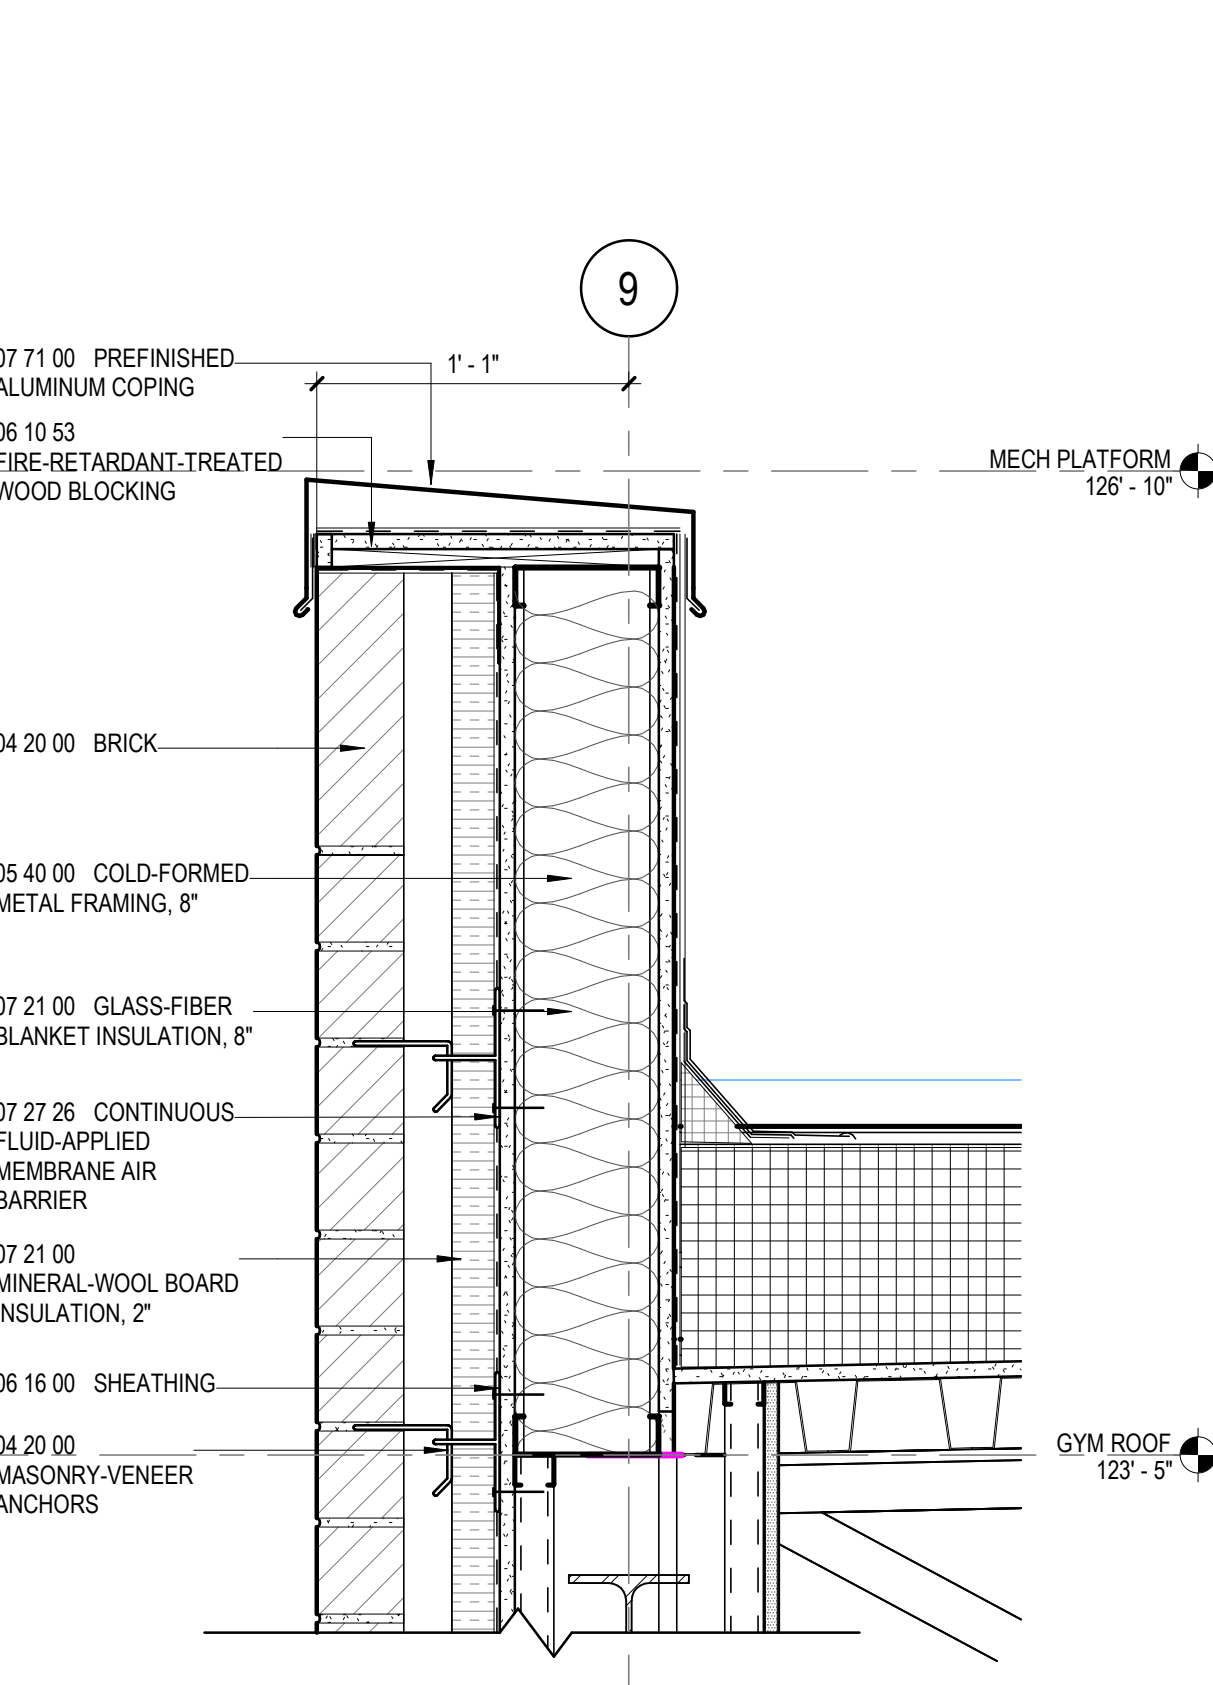 9
07 71 00 PREFINISHED
ALUMINUM COPING
1' - 1"
06 10 53
FIRE-RETARDANT-TREATED
WOOD BLOCKING
MECH PLATFORM
126' - 10"
04 20 00 BRICK
05 40 00 COLD-FORMED
METAL FRAMING, 8"
07 21 00 GLASS-FIBER
BLANKET INSULATION, 8"
07 27 26 CONTINUOUS
FLUID-APPLIED
MEMBRANE AIR
BARRIER
07 21 00
MINERAL-WOOL BOARD
INSULATION, 2"
06 16 00 SHEATHING
04 20 00
MASONRY-VENEER
ANCHORS
GYM ROOF
123' - 5"